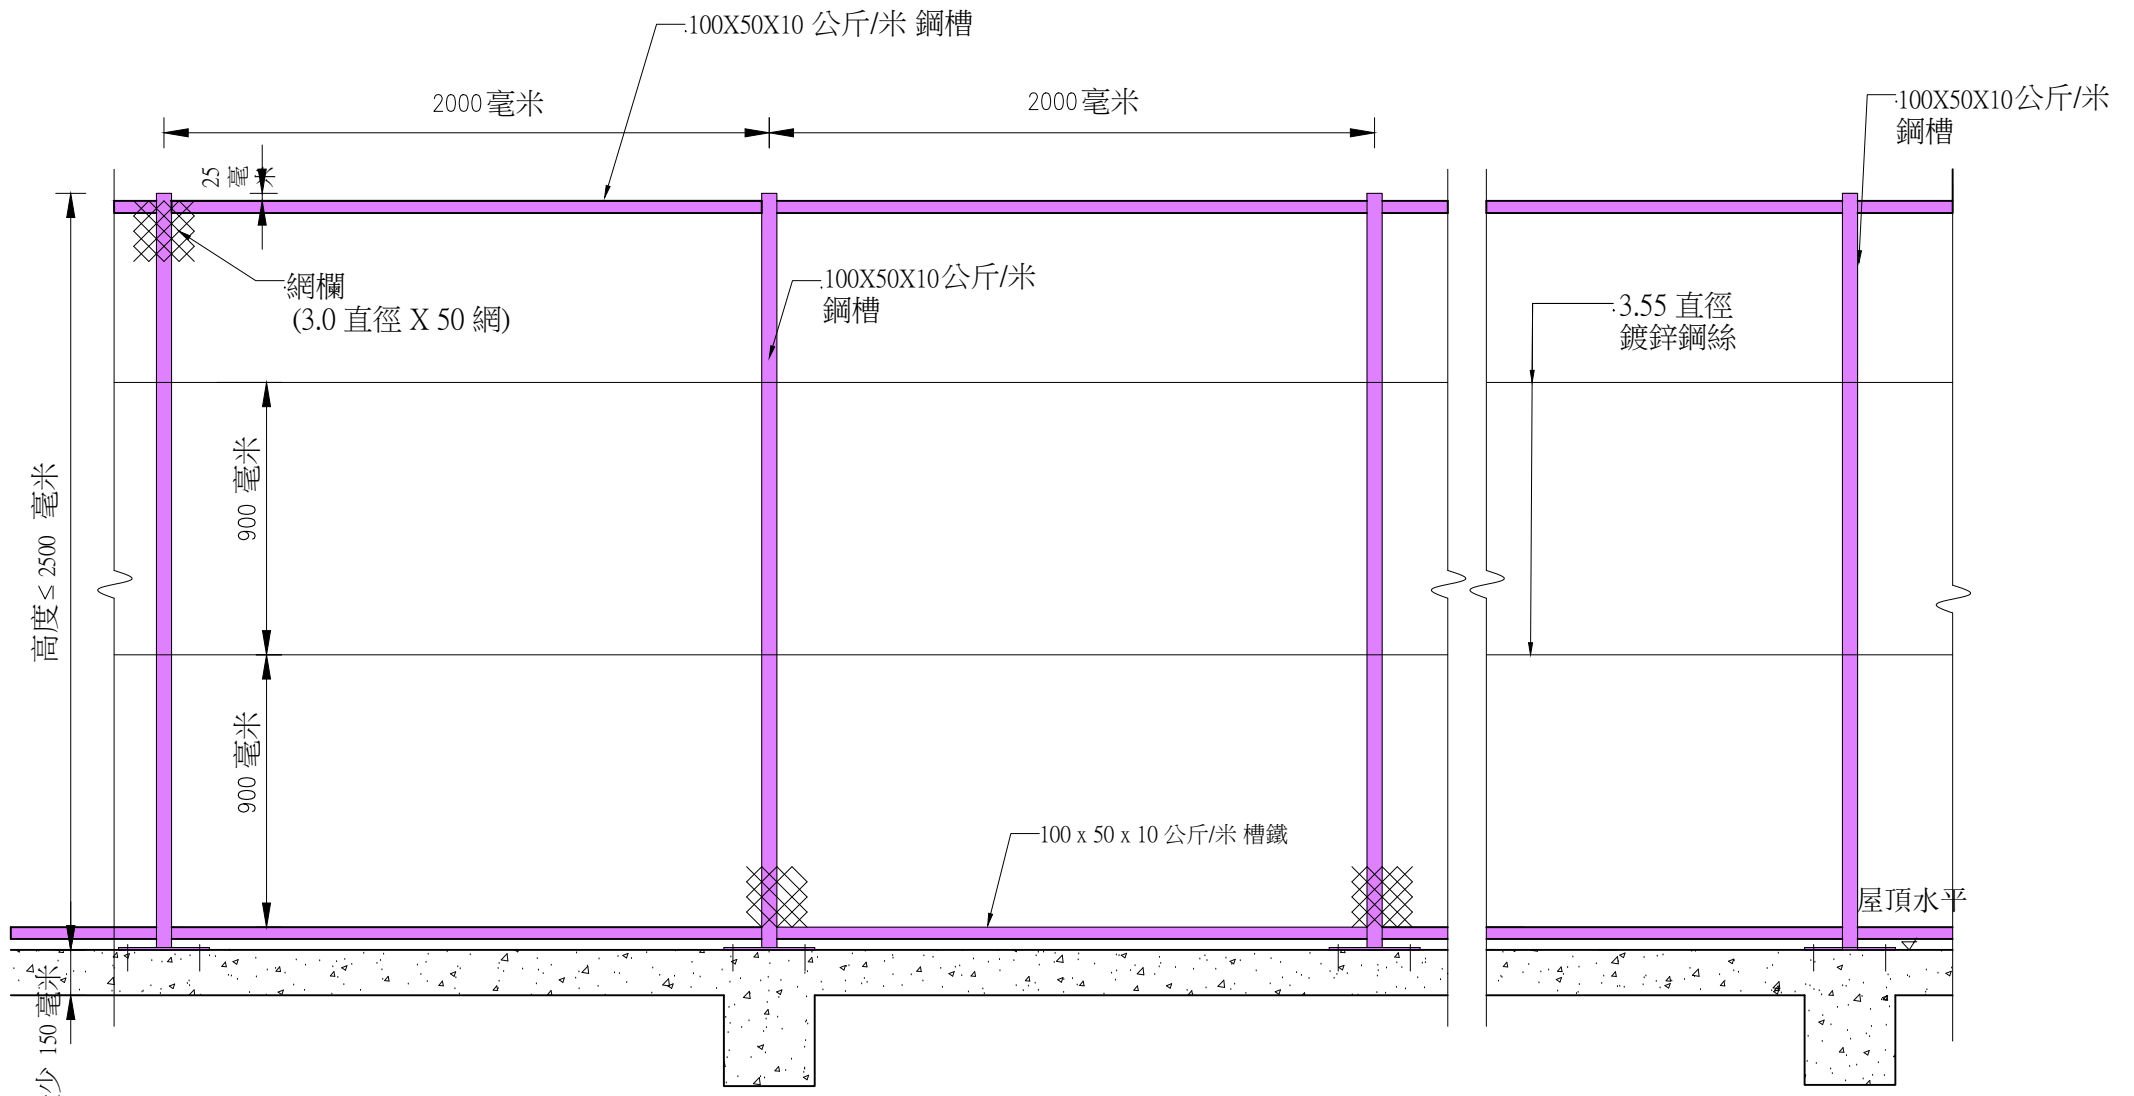 100X50X10 公斤/米 鋼槽
2000毫米
2000毫米
100X50X10公斤/米
鋼槽
25
毫
米
網欄
(3.0 直徑 X 50 網)
100X50X10公斤/米
鋼槽
3.55 直徑
鍍鋅鋼絲
高度≤ 2500 毫米
900 毫米
900 毫米
100 x 50 x 10 公斤/米 槽鐵
屋頂水平
少 150 毫米